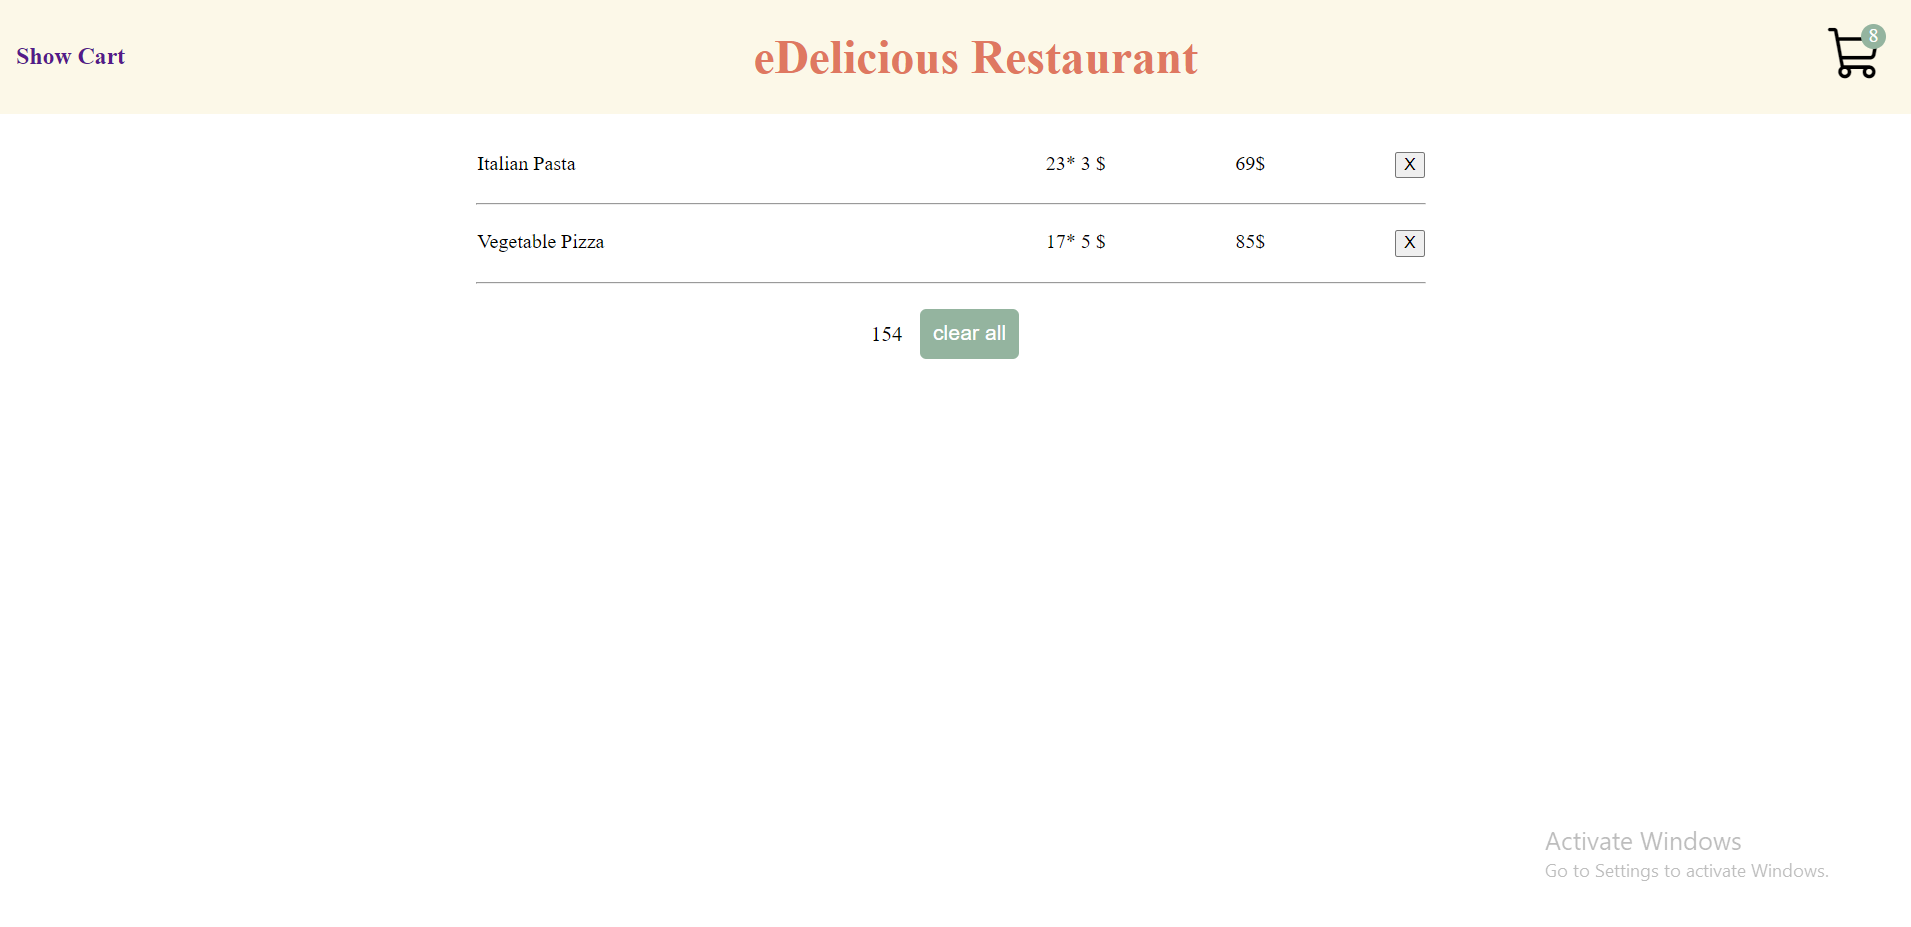 Show Cart
eDelicious Restaurant
8
Italian Pasta 23* 3 $ 69$ X
Vegetable Pizza 17* 5 $ 85$ X
154 clear all
Activate Windows
Go to Settings to activate Windows.